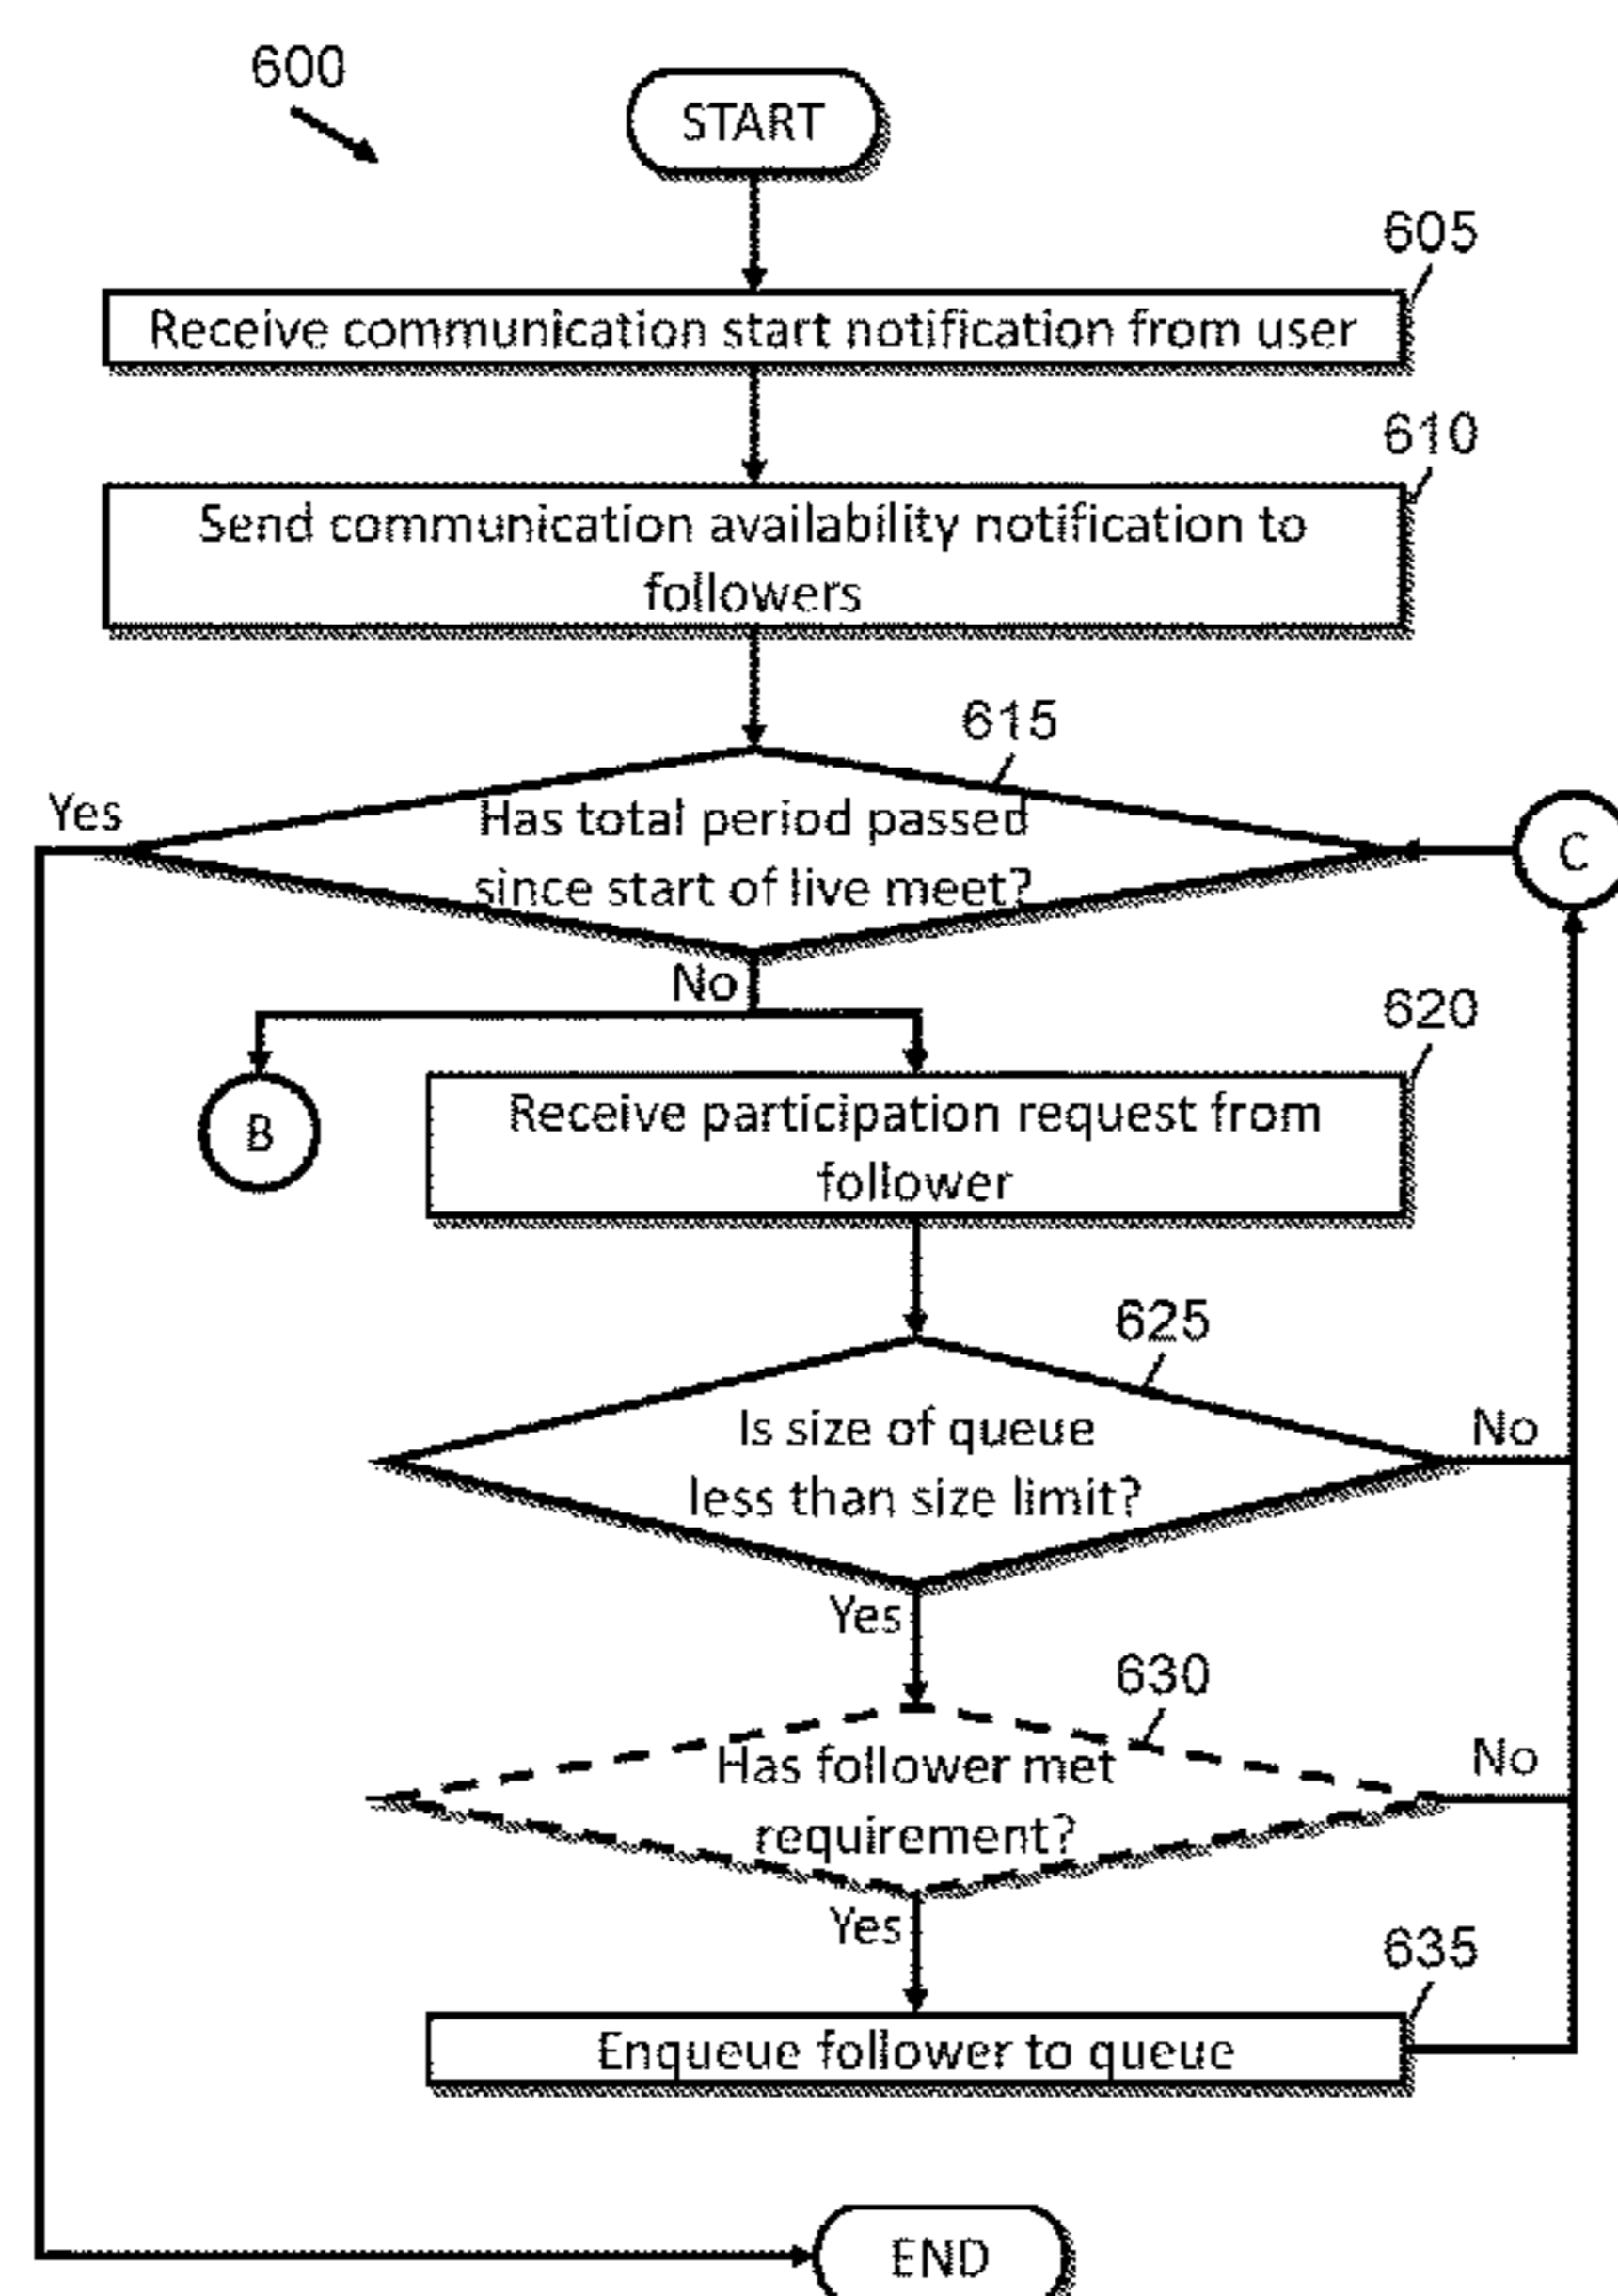 600
START
605
Receive communication start notification from user
610
Send communication availability notification to
followers
615
Yes
Has total period passed
since start of live meet?
C
No
620
B
Receive participation request from
follower
625
Is size of queue
less than size limit?
No
Yes
630
Has follower met
requirement?
No
Yes
635
Enqueue follower to queue
END